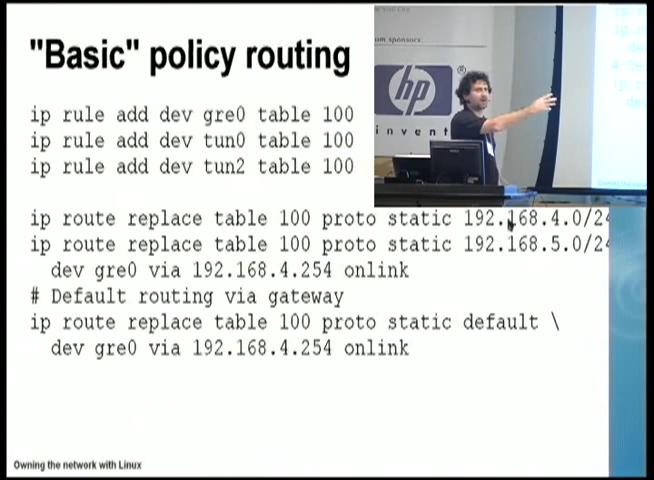 "Basic" policy routing
um sponsors:
hp
®
invent
ip rule add dev gre0 table 100
ip rule add dev tun0 table 100
ip rule add dev tun2 table 100
ip route replace table 100 proto static 192.168.4.0/24
ip route replace table 100 proto static 192.168.5.0/24
dev gre0 via 192.168.4.254 onlink
# Default routing via gateway
ip route replace table 100 proto static default \
dev gre0 via 192.168.4.254 onlink
Owning the network with Linux